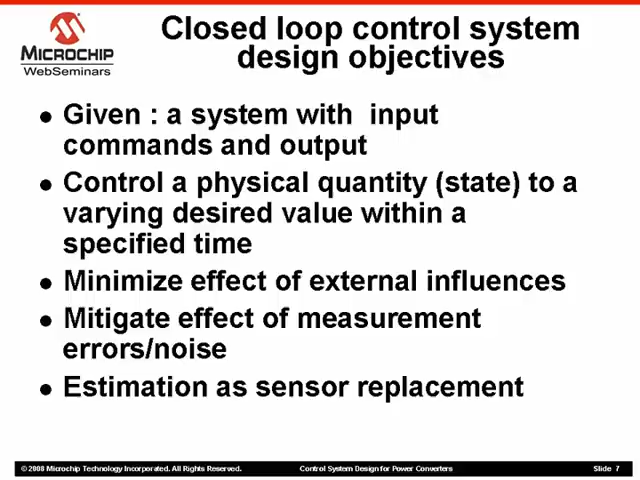 Closed loop control system
design objectives
MICROCHIP
WebSeminars
● Given : a system with input
commands and output
● Control a physical quantity (state) to a
varying desired value within a
specified time
● Minimize effect of external influences
● Mitigate effect of measurement
errors/noise
● Estimation as sensor replacement
© 2008 Microchip Technology Incorporated. All Rights Reserved. Control System Design for Power Converters Slide 7